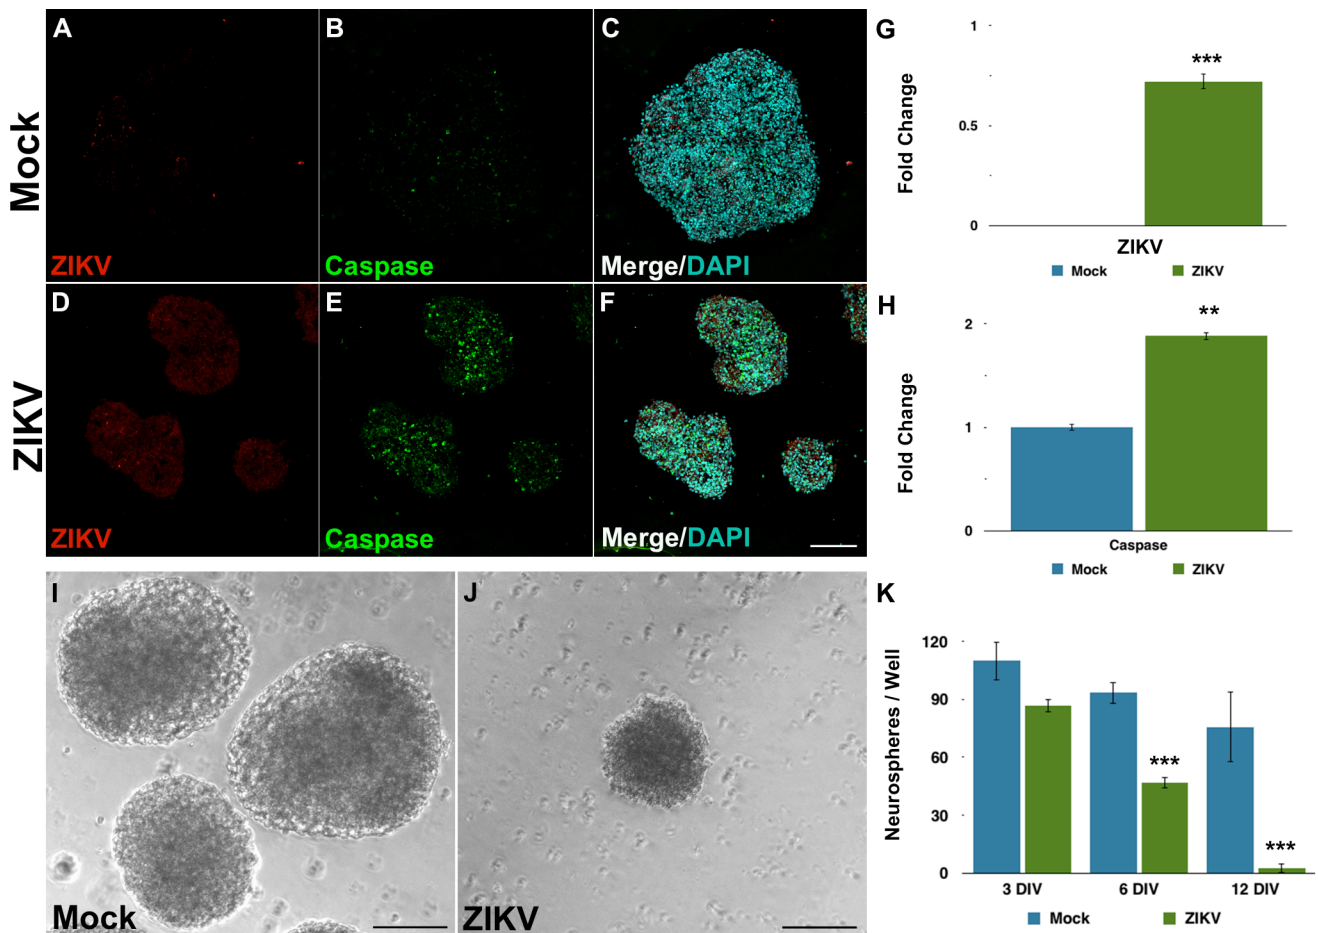 A
B
C
Mock
ZIKV
Caspase
Merge/DAPI
D
E
F
ZIKV
ZIKV
Caspase
Merge/DAPI
G
Fold Change
1
0.5
0
***
ZIKV
Mock
ZIKV
H
Fold Change
2
1
0
**
Caspase
Mock
ZIKV
I
Mock
J
ZIKV
K
Neurospheres / Well
120
90
60
30
0
***
***
3 DIV
6 DIV
12 DIV
Mock
ZIKV